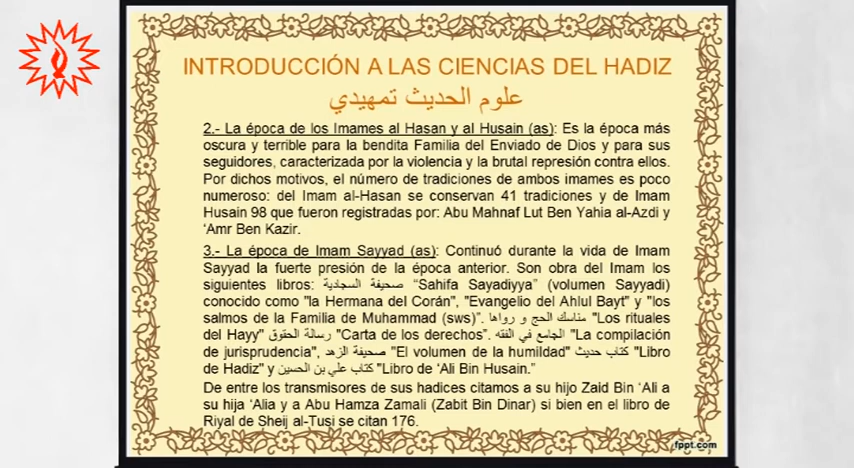 INTRODUCCIÓN A LAS CIENCIAS DEL HADIZ
علوم الحديث تمهيدي
2.- La época de los Imames al Hasan y al Husain (as): Es la época más
oscura y terrible para la bendita Familia del Enviado de Dios y para sus
seguidores, caracterizada por la violencia y la brutal represión contra ellos.
Por dichos motivos, el número de tradiciones de ambos imames es poco
numeroso: del Imam al-Hasan se conservan 41 tradiciones y de Imam
Husain 98 que fueron registradas por: Abu Mahnaf Lut Ben Yahia al-Azdi y
‘Amr Ben Kazir.
3.- La época de Imam Sayyad (as): Continuó durante la vida de Imam
Sayyad la fuerte presión de la época anterior. Son obra del Imam los
siguientes libros: صحيفة السجادية “Sahifa Sayadiyya” (volumen Sayyadi)
conocido como "la Hermana del Corán", "Evangelio del Ahlul Bayt" y "los
salmos de la Familia de Muhammad (sws)”. مناسك الحج و رواها "Los rituales
del Hayy" رسالة الحقوق "Carta de los derechos”. الجامع في الفقه "La compilación
de jurisprudencia", صحيفة الزهد "El volumen de la humildad" كتاب حديث "Libro
de Hadiz" y كتاب علي بن الحسين "Libro de ‘Ali Bin Husain.”
De entre los transmisores de sus hadices citamos a su hijo Zaid Bin ‘Ali a
su hija ‘Alia y a Abu Hamza Zamali (Zabit Bin Dinar) si bien en el libro de
Riyal de Sheij al-Tusi se citan 176.
fppt.com